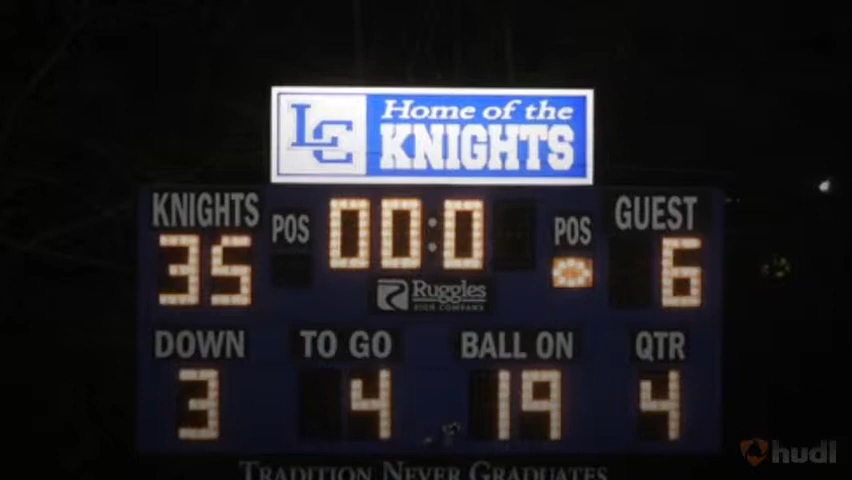 LC
Home of the
KNIGHTS
KNIGHTS POS 00:0 POS GUEST
35 6
Ruggles
SIGN COMPANY
DOWN TO GO BALL ON QTR
3 4 19 4
TRADITION NEVER GRADUATES
hudl